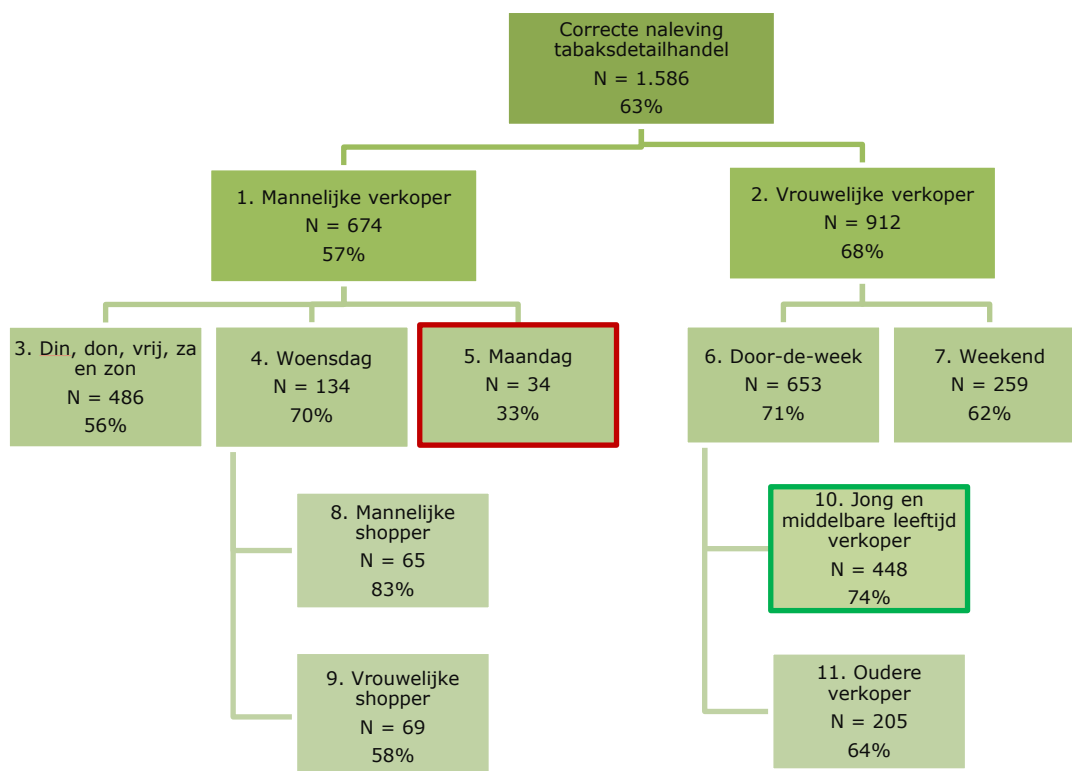 Correcte naleving
tabaksdetailhandel
N = 1.586
63%
1. Mannelijke verkoper
N = 674
57%
2. Vrouwelijke verkoper
N = 912
68%
3. Din, don, vrij, za
en zon
N = 486
56%
4. Woensdag
N = 134
70%
5. Maandag
N = 34
33%
6. Door-de-week
N = 653
71%
7. Weekend
N = 259
62%
8. Mannelijke
shopper
N = 65
83%
9. Vrouwelijke
shopper
N = 69
58%
10. Jong en
middelbare leeftijd
verkoper
N = 448
74%
11. Oudere
verkoper
N = 205
64%